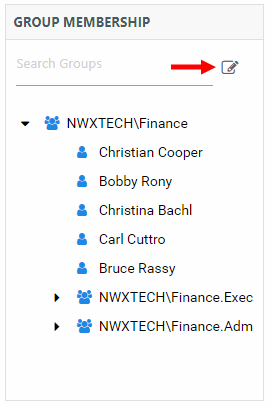 GROUP MEMBERSHIP
Search Groups
NWXTECH\Finance
Christian Cooper
Bobby Rony
Christina Bachl
Carl Cuttro
Bruce Rassy
NWXTECH\Finance.Exec
NWXTECH\Finance.Adm